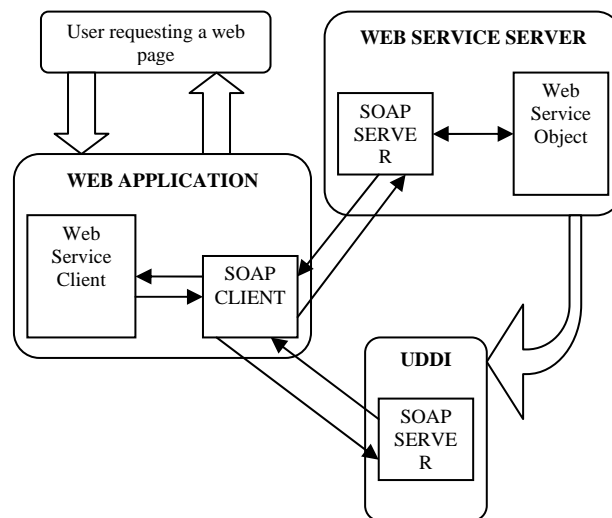 User requesting a web
page
WEB SERVICE SERVER
SOAP
SERVE
R
Web
Service
Object
WEB APPLICATION
Web
Service
Client
SOAP
CLIENT
UDDI
SOAP
SERVE
R